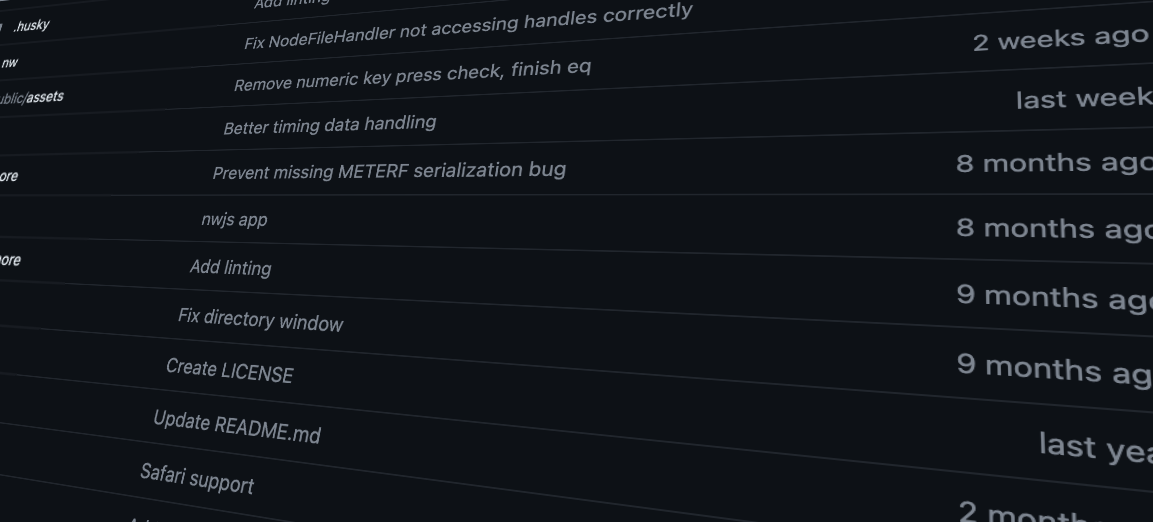 .husky Add linting
nw Fix NodeFileHandler not accessing handles correctly
ublic/assets Remove numeric key press check, finish eq 2 weeks ago
Better timing data handling last week
ore Prevent missing METERF serialization bug 8 months ago
nwjs app 8 months ago
ore Add linting 9 months ago
Fix directory window 9 months ag
Create LICENSE last yea
Update README.md 2 month
Safari support